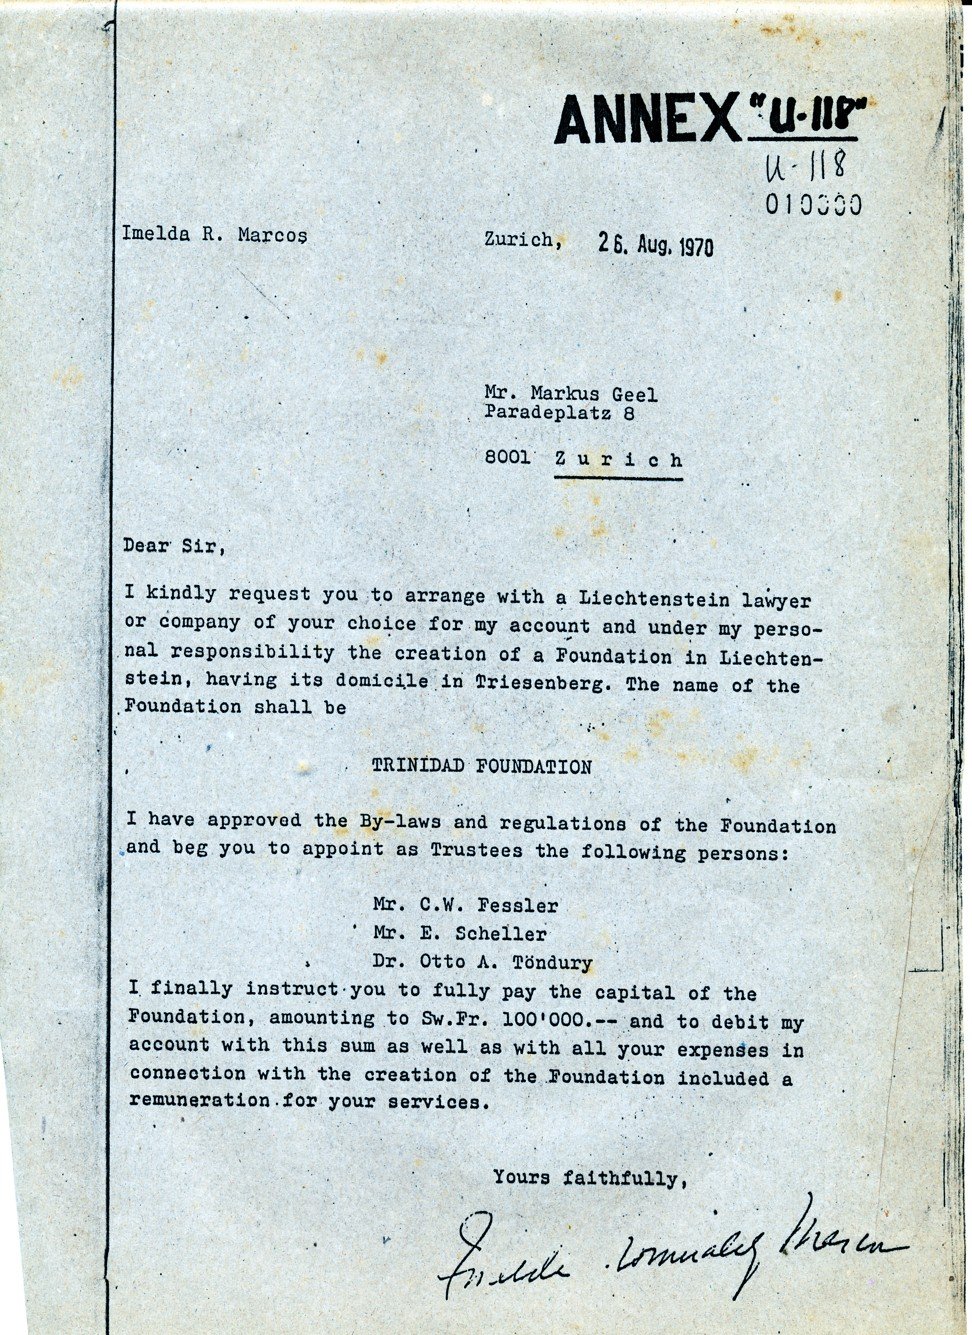 ANNEX "U-118"
U-118
Imelda R. Marcos
Zurich, 26. Aug. 1970
Mr. Markus Geel
Paradeplatz 8
8001 Zurich
Dear Sir,
I kindly request you to arrange with a Liechtenstein lawyer
or company of your choice for my account and under my perso-
nal responsibility the creation of a Foundation in Liechten-
stein, having its domicile in Triesenberg. The name of the
Foundation shall be
TRINIDAD FOUNDATION
I have approved the By-laws and regulations of the Foundation
and beg you to appoint as Trustees the following persons:
Mr. C.W. Fessler
Mr. E. Scheller
Dr. Otto A. Töndury
I finally instruct you to fully pay the capital of the
Foundation, amounting to Sw.Fr. 100'000.-- and to debit my
account with this sum as well as with all your expenses in
connection with the creation of the Foundation included a
remuneration for your services.
Yours faithfully,
Imelda Romualdez Marcos